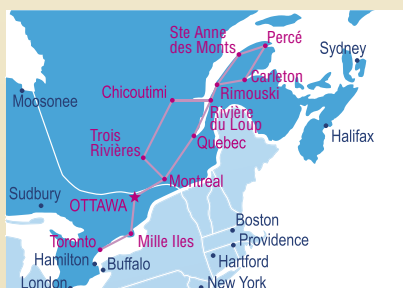 Ste Anne
des Monts
Percé
Sydney
Carleton
Chicoutimi
Rimouski
Moosonee
Rivière
du Loup
Halifax
Trois
Rivières
Quebec
Montreal
Sudbury
OTTAWA
Boston
Toronto
Mille Iles
Providence
Hamilton
Buffalo
Hartford
London
New York